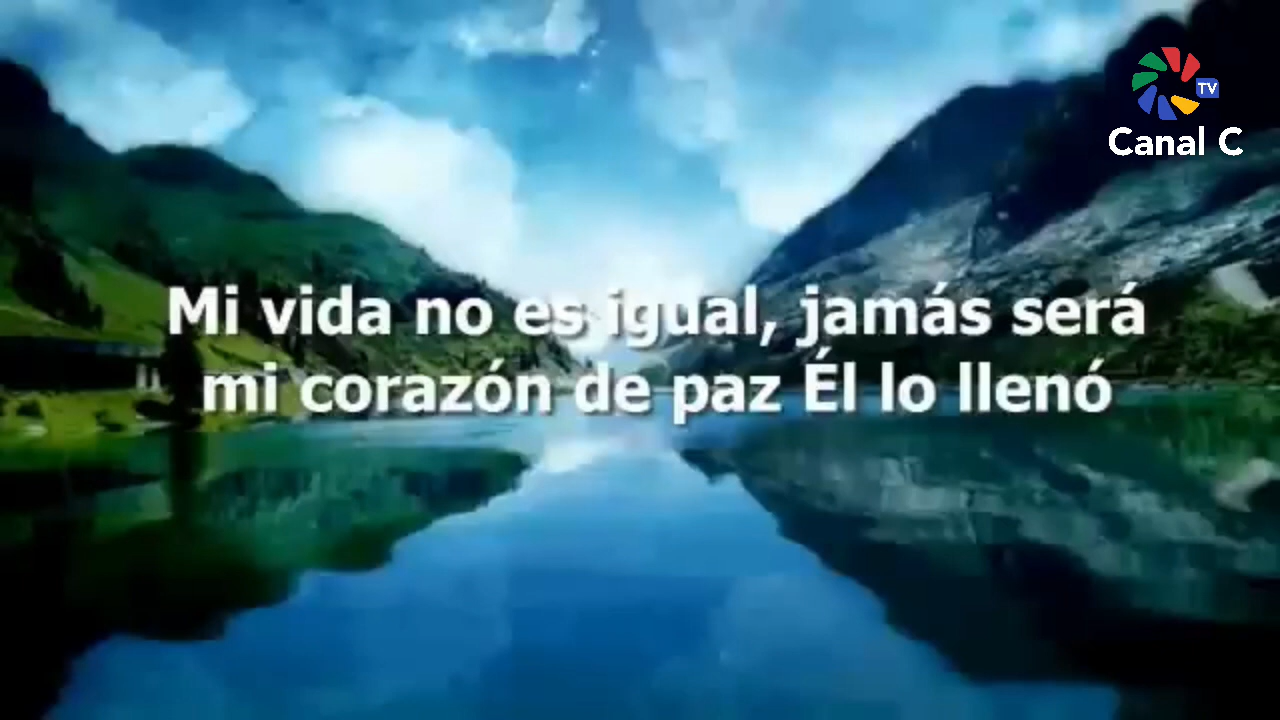 TV
Canal C
Mi vida no es igual, jamás será
mi corazón de paz Él lo llenó